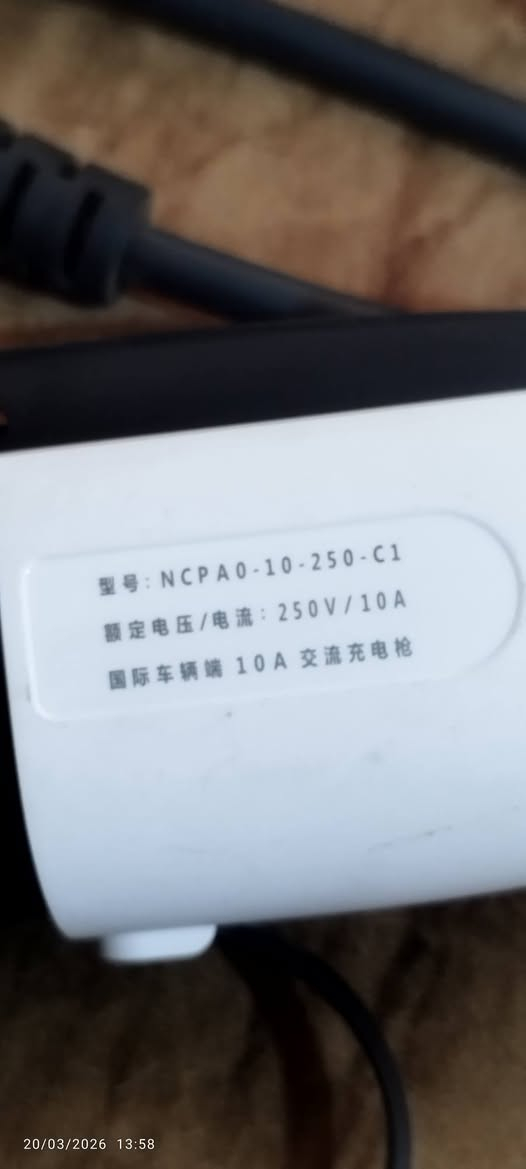 型号：NCPA0-10-250-C1
额定电压/电流：250V/10A
国际车辆端 10A 交流充电枪
20/03/2026 13:58